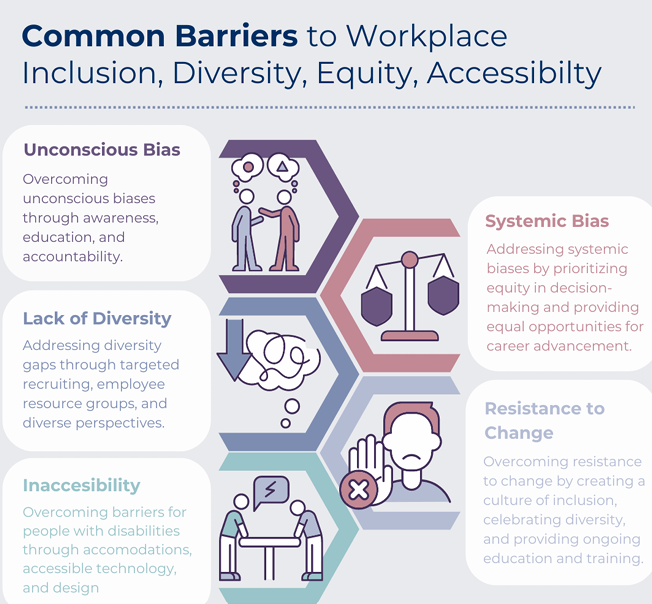 Common Barriers to Workplace
Inclusion, Diversity, Equity, Accessibilty
Unconscious Bias
Overcoming
unconscious biases
through awareness,
education, and
accountability.
Systemic Bias
Addressing systemic
biases by prioritizing
equity in decision-
making and providing
equal opportunities for
career advancement.
Lack of Diversity
Addressing diversity
gaps through targeted
recruiting, employee
resource groups, and
diverse perspectives.
Resistance to
Change
Overcoming resistance
to change by creating a
culture of inclusion,
celebrating diversity,
and providing ongoing
education and training.
Inaccesibility
Overcoming barriers for
people with disabilities
through accomodations,
accessible technology,
and design